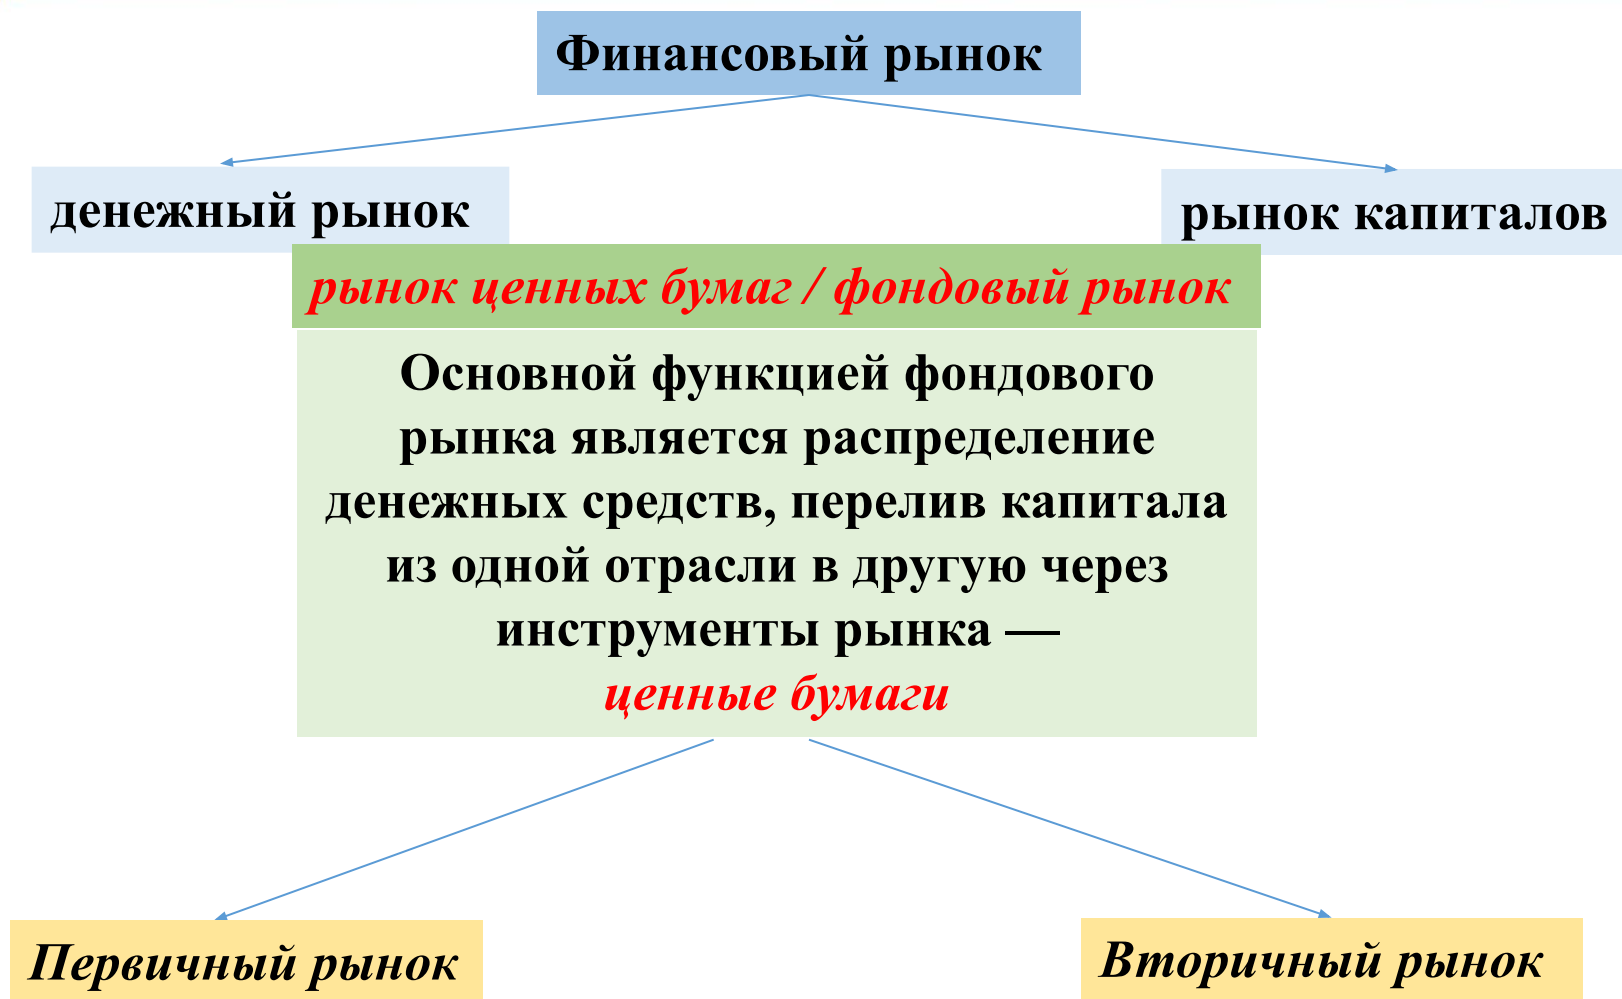 Финансовый рынок
денежный рынок
рынок капиталов
рынок ценных бумаг / фондовый рынок
Основной функцией фондового
рынка является распределение
денежных средств, перелив капитала
из одной отрасли в другую через
инструменты рынка —
ценные бумаги
Первичный рынок
Вторичный рынок